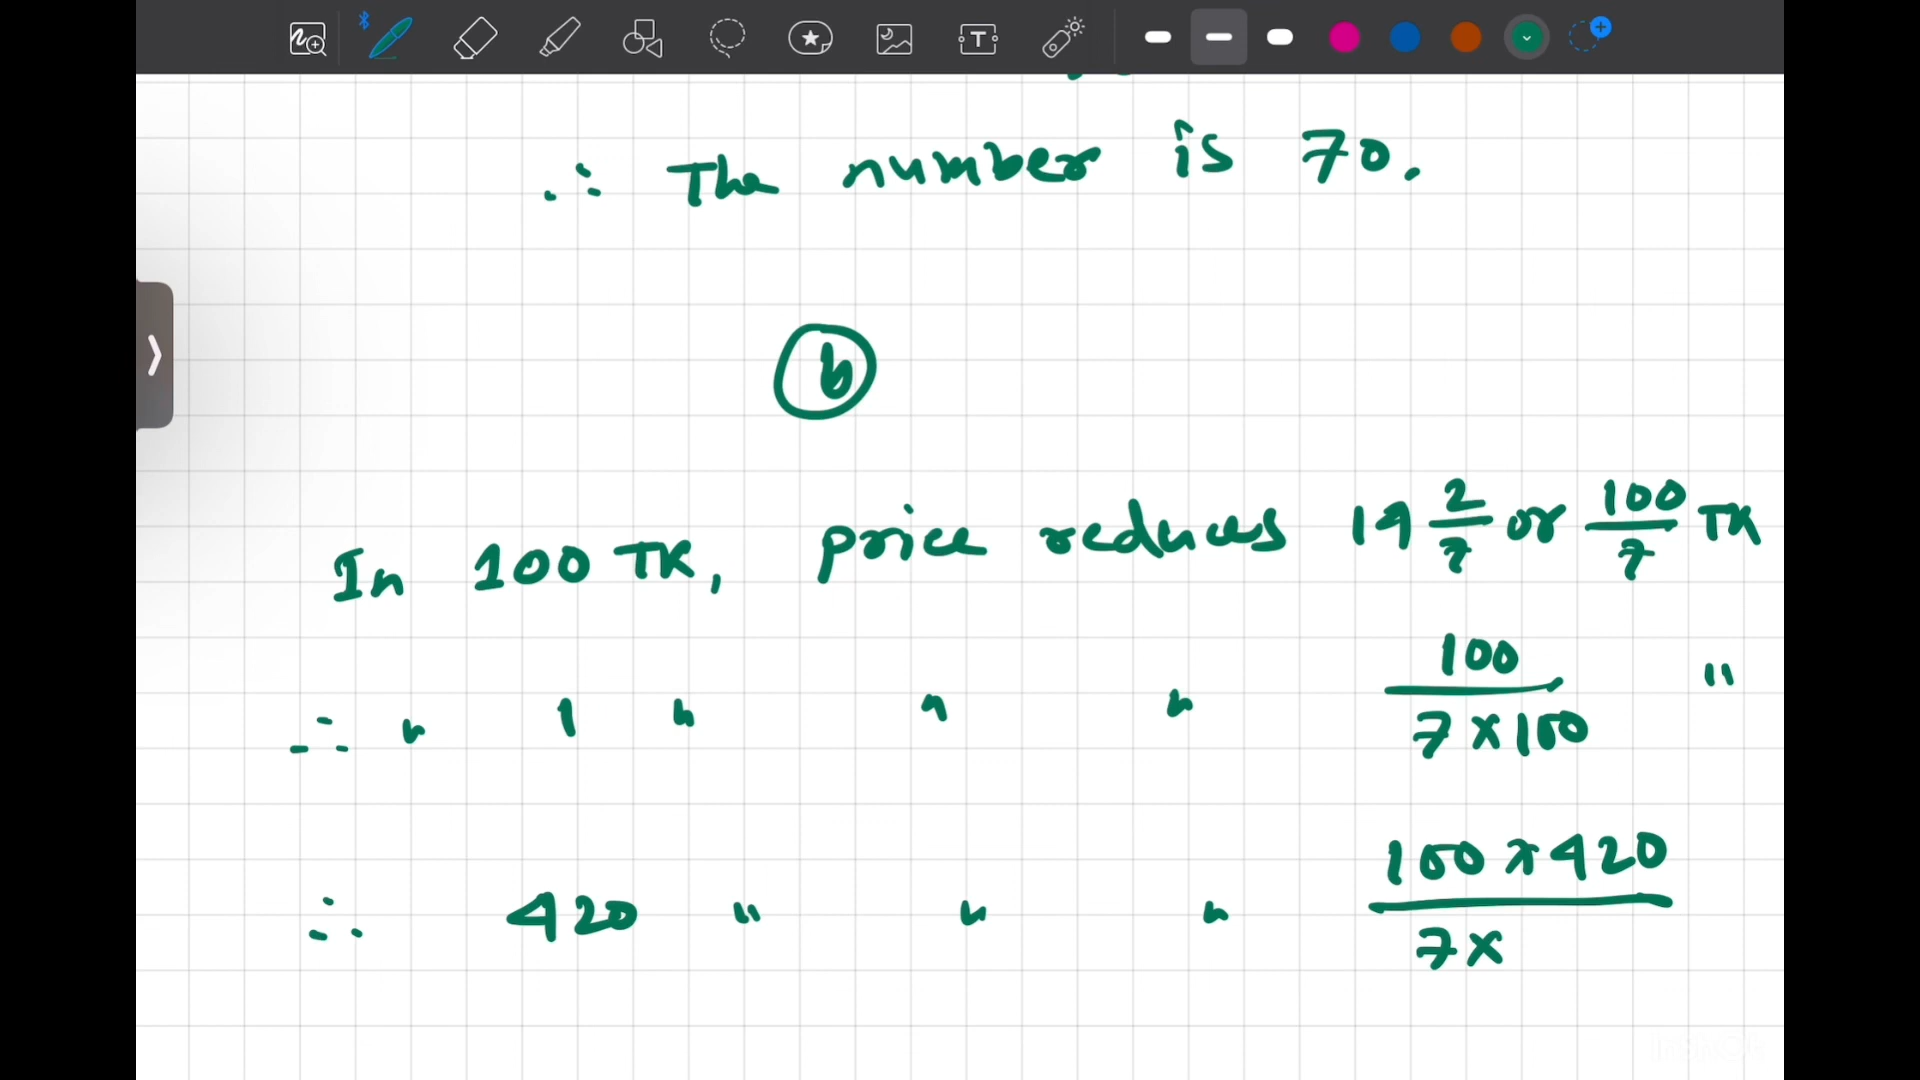 ∴ The number is 70.
b
In 100 TK, price reduces 14 2/7 or 100/7 TK
∴ " 1 " " " 100/7×100 "
∴ 420 " " " 100×420/7×